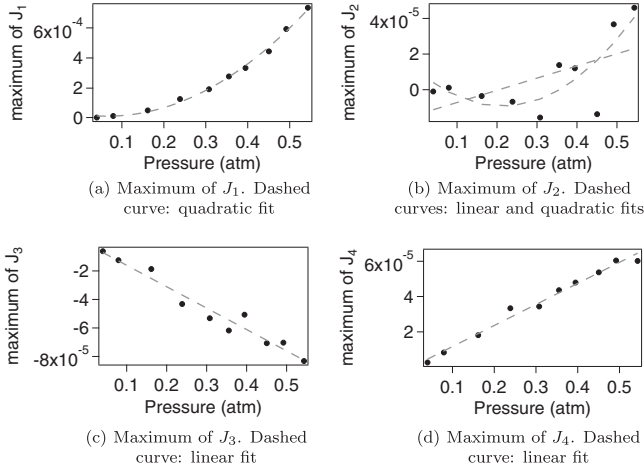 maximum of J1
6x10-4
4
2
0
0.1 0.2 0.3 0.4 0.5
Pressure (atm)
(a) Maximum of J1. Dashed
curve: quadratic fit
maximum of J2
4x10-5
2
0
0.1 0.2 0.3 0.4 0.5
Pressure (atm)
(b) Maximum of J2. Dashed
curves: linear and quadratic fits
maximum of J3
-2
-4
-6
-8x10-5
0.1 0.2 0.3 0.4 0.5
Pressure (atm)
(c) Maximum of J3. Dashed
curve: linear fit
maximum of J4
6x10-5
4
2
0.1 0.2 0.3 0.4 0.5
Pressure (atm)
(d) Maximum of J4. Dashed
curve: linear fit